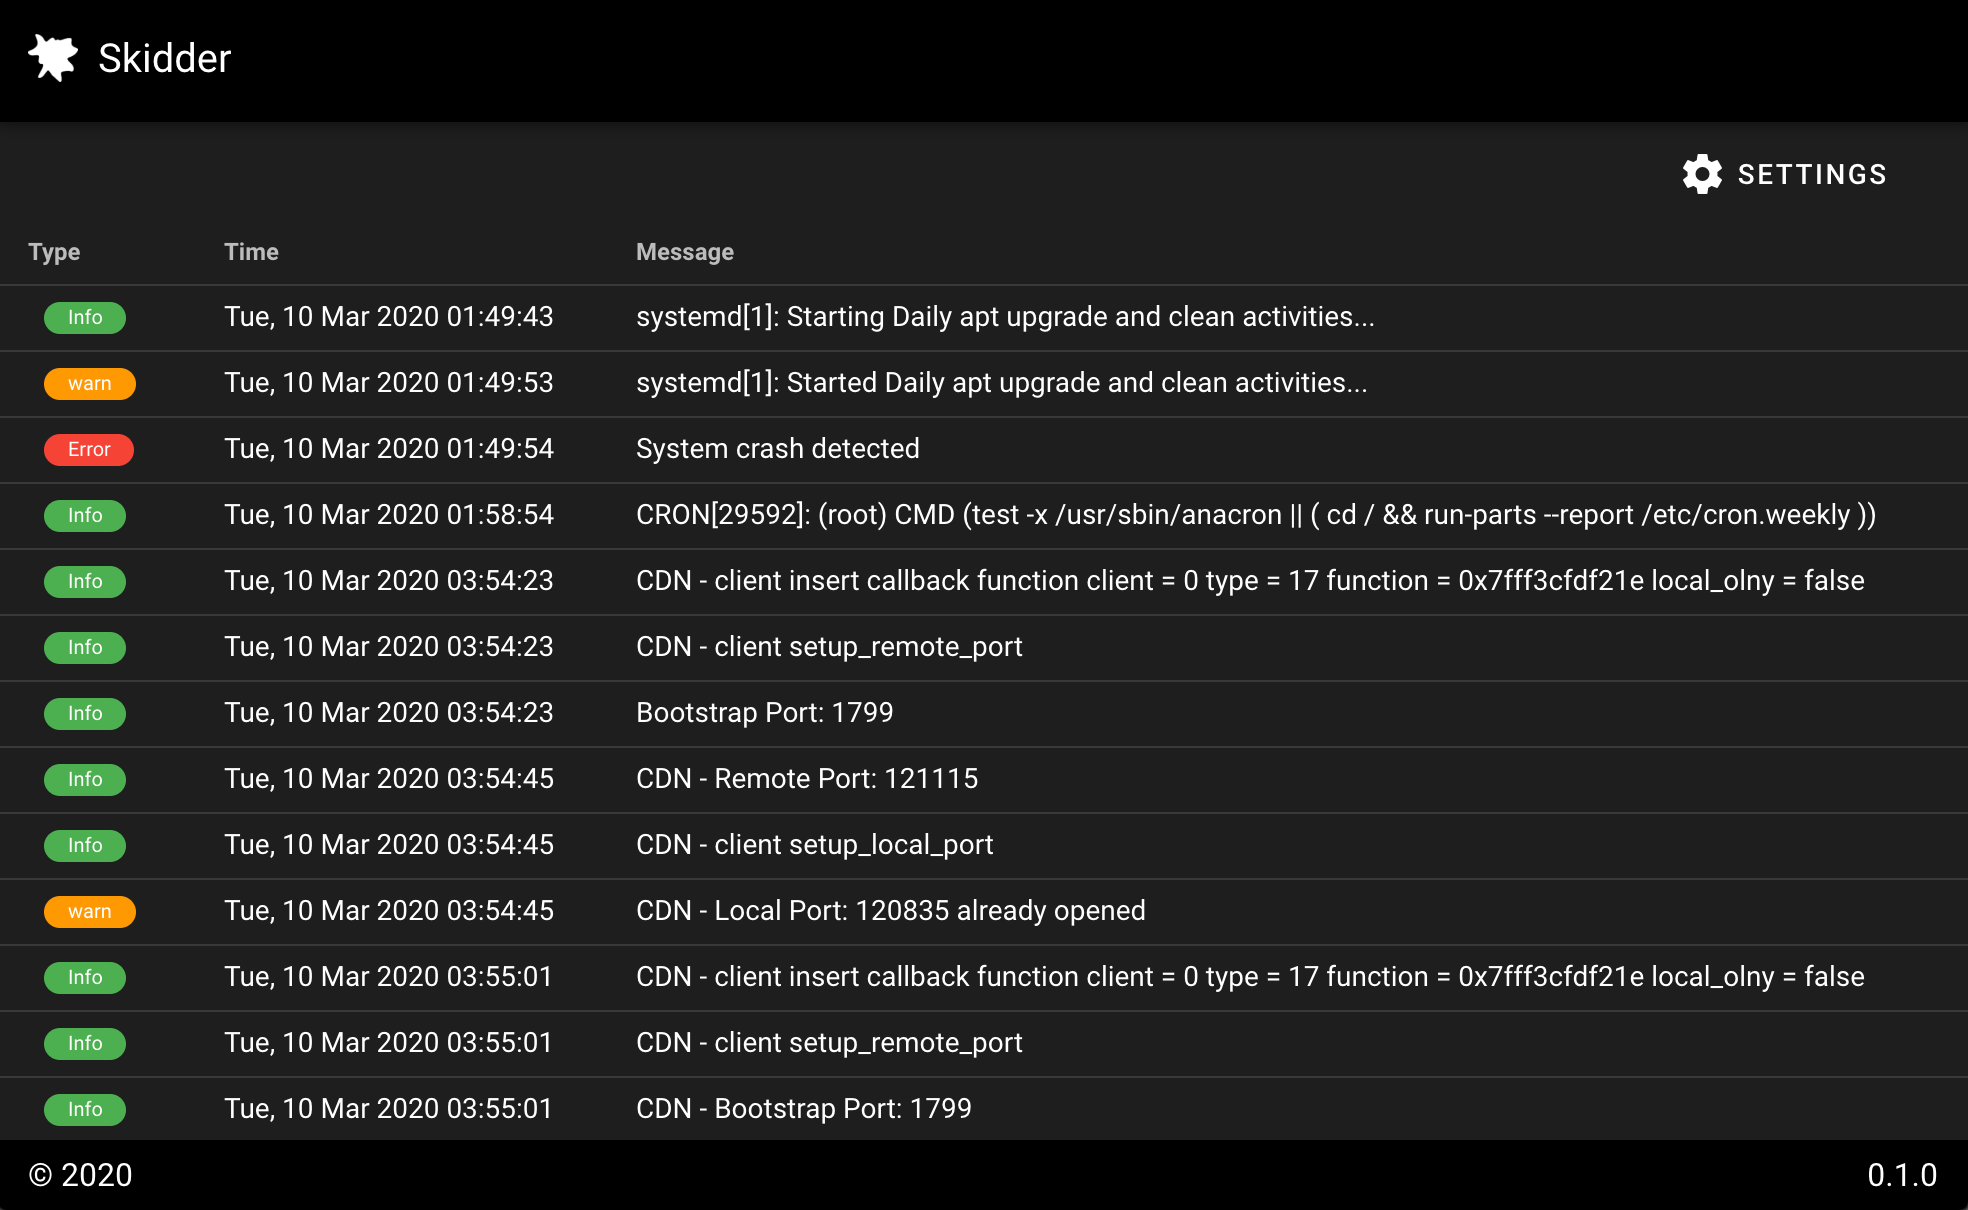 Skidder
SETTINGS
Type Time Message
Info Tue, 10 Mar 2020 01:49:43 systemd[1]: Starting Daily apt upgrade and clean activities...
warn Tue, 10 Mar 2020 01:49:53 systemd[1]: Started Daily apt upgrade and clean activities...
Error Tue, 10 Mar 2020 01:49:54 System crash detected
Info Tue, 10 Mar 2020 01:58:54 CRON[29592]: (root) CMD (test -x /usr/sbin/anacron || ( cd / && run-parts --report /etc/cron.weekly ))
Info Tue, 10 Mar 2020 03:54:23 CDN - client insert callback function client = 0 type = 17 function = 0x7fff3cfdf21e local_olny = false
Info Tue, 10 Mar 2020 03:54:23 CDN - client setup_remote_port
Info Tue, 10 Mar 2020 03:54:23 Bootstrap Port: 1799
Info Tue, 10 Mar 2020 03:54:45 CDN - Remote Port: 121115
Info Tue, 10 Mar 2020 03:54:45 CDN - client setup_local_port
warn Tue, 10 Mar 2020 03:54:45 CDN - Local Port: 120835 already opened
Info Tue, 10 Mar 2020 03:55:01 CDN - client insert callback function client = 0 type = 17 function = 0x7fff3cfdf21e local_olny = false
Info Tue, 10 Mar 2020 03:55:01 CDN - client setup_remote_port
Info Tue, 10 Mar 2020 03:55:01 CDN - Bootstrap Port: 1799
© 2020 0.1.0